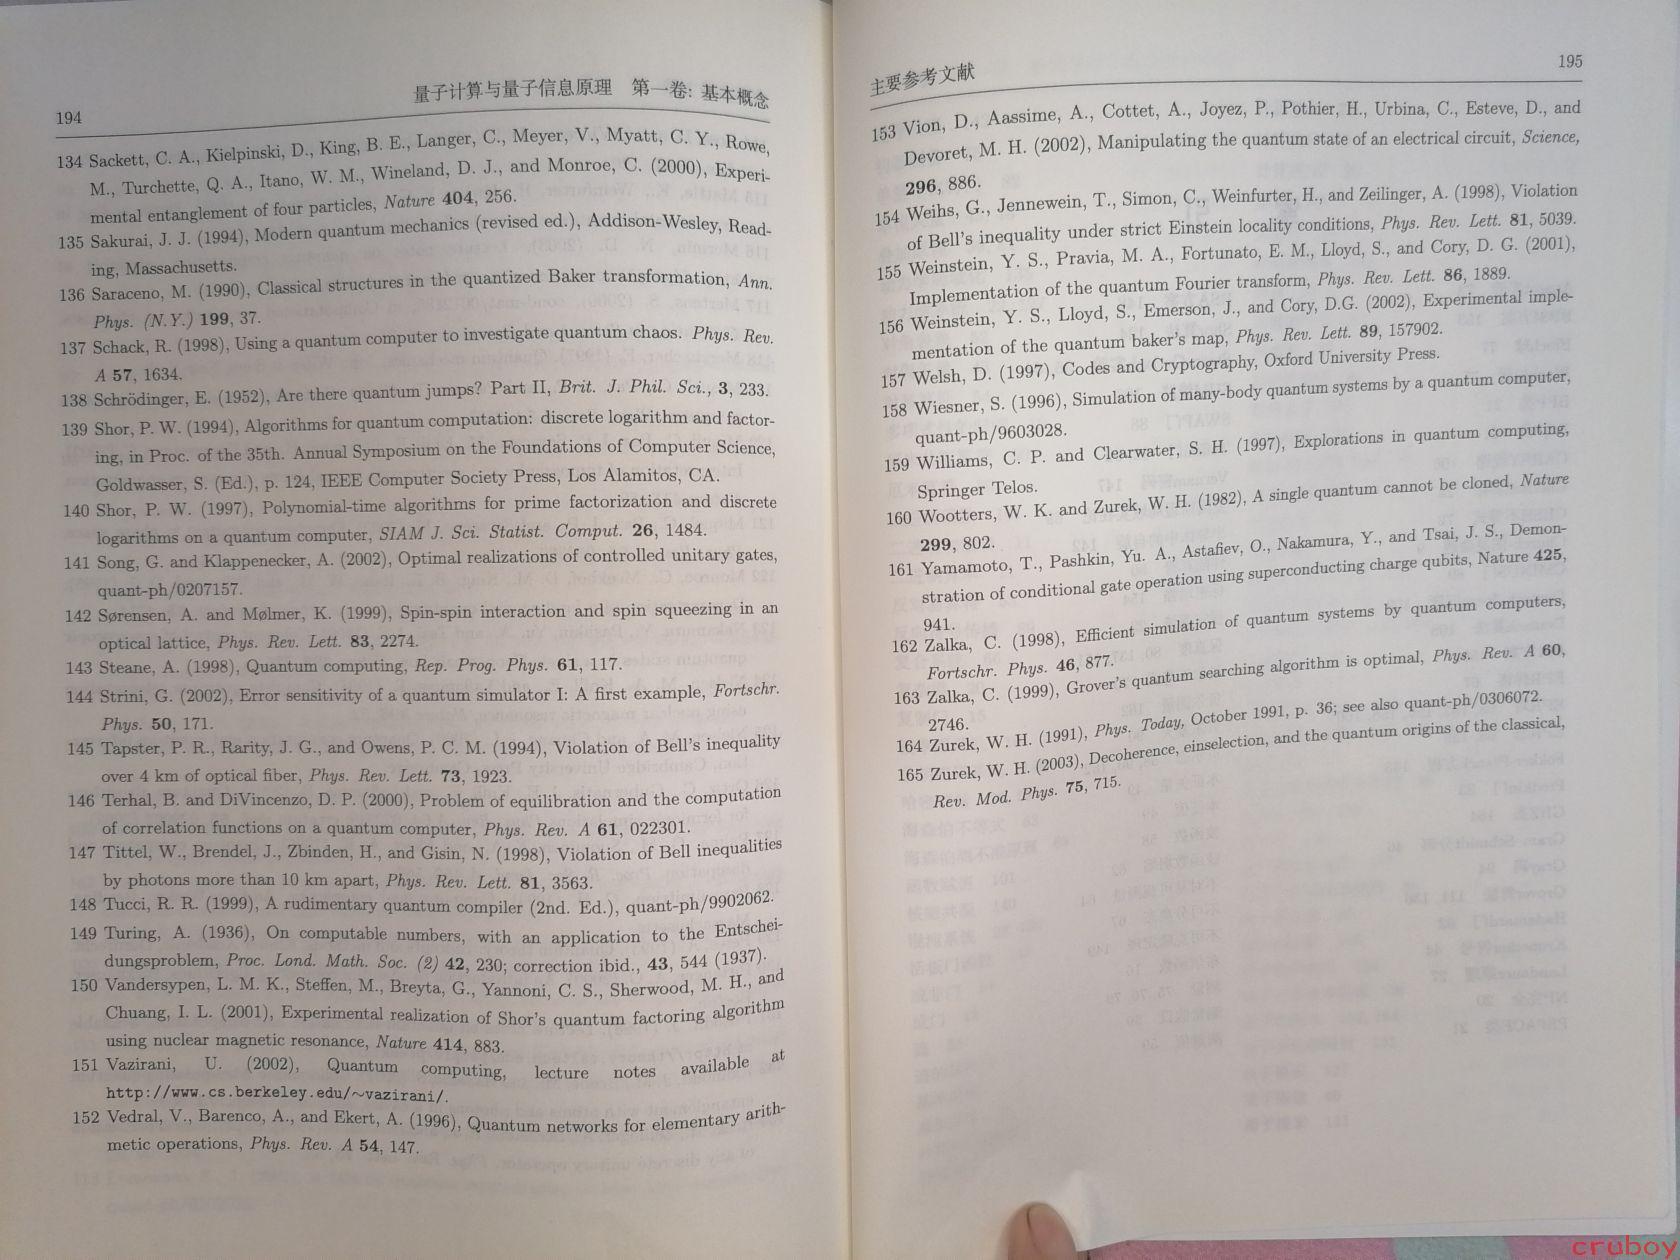 194
量子计算与量子信息原理 第一卷: 基本概念
134 Sackett, C. A., Kielpinski, D., King, B. E., Langer, C., Meyer, V., Myatt, C. Y., Rowe,
M., Turchette, Q. A., Itano, W. M., Wineland, D. J., and Monroe, C. (2000), Experi-
mental entanglement of four particles, Nature 404, 256.
135 Sakurai, J. J. (1994), Modern quantum mechanics (revised ed.), Addison-Wesley, Read-
ing, Massachusetts.
136 Saraceno, M. (1990), Classical structures in the quantized Baker transformation, Ann.
Phys. (N.Y.) 199, 37.
137 Schack, R. (1998), Using a quantum computer to investigate quantum chaos. Phys. Rev.
A 57, 1634.
138 Schrödinger, E. (1952), Are there quantum jumps? Part II, Brit. J. Phil. Sci., 3, 233.
139 Shor, P. W. (1994), Algorithms for quantum computation: discrete logarithm and factor-
ing, in Proc. of the 35th. Annual Symposium on the Foundations of Computer Science,
Goldwasser, S. (Ed.), p. 124, IEEE Computer Society Press, Los Alamitos, CA.
140 Shor, P. W. (1997), Polynomial-time algorithms for prime factorization and discrete
logarithms on a quantum computer, SIAM J. Sci. Statist. Comput. 26, 1484.
141 Song, G. and Klappenecker, A. (2002), Optimal realizations of controlled unitary gates,
quant-ph/0207157.
142 Sørensen, A. and Mølmer, K. (1999), Spin-spin interaction and spin squeezing in an
optical lattice, Phys. Rev. Lett. 83, 2274.
143 Steane, A. (1998), Quantum computing, Rep. Prog. Phys. 61, 117.
144 Strini, G. (2002), Error sensitivity of a quantum simulator I: A first example, Fortschr.
Phys. 50, 171.
145 Tapster, P. R., Rarity, J. G., and Owens, P. C. M. (1994), Violation of Bell's inequality
over 4 km of optical fiber, Phys. Rev. Lett. 73, 1923.
146 Terhal, B. and DiVincenzo, D. P. (2000), Problem of equilibration and the computation
of correlation functions on a quantum computer, Phys. Rev. A 61, 022301.
147 Tittel, W., Brendel, J., Zbinden, H., and Gisin, N. (1998), Violation of Bell inequalities
by photons more than 10 km apart, Phys. Rev. Lett. 81, 3563.
148 Tucci, R. R. (1999), A rudimentary quantum compiler (2nd. Ed.), quant-ph/9902062.
149 Turing, A. (1936), On computable numbers, with an application to the Entschei-
dungsproblem, Proc. Lond. Math. Soc. (2) 42, 230; correction ibid., 43, 544 (1937).
150 Vandersypen, L. M. K., Steffen, M., Breyta, G., Yannoni, C. S., Sherwood, M. H., and
Chuang, I. L. (2001), Experimental realization of Shor's quantum factoring algorithm
using nuclear magnetic resonance, Nature 414, 883.
151 Vazirani, U. (2002), Quantum computing, lecture notes available at
http://www.cs.berkeley.edu/~vazirani/.
152 Vedral, V., Barenco, A., and Ekert, A. (1996), Quantum networks for elementary arith-
metic operations, Phys. Rev. A 54, 147.
主要参考文献
195
153 Vion, D., Aassime, A., Cottet, A., Joyez, P., Pothier, H., Urbina, C., Esteve, D., and
Devoret, M. H. (2002), Manipulating the quantum state of an electrical circuit, Science,
296, 886.
154 Weihs, G., Jennewein, T., Simon, C., Weinfurter, H., and Zeilinger, A. (1998), Violation
of Bell's inequality under strict Einstein locality conditions, Phys. Rev. Lett. 81, 5039.
155 Weinstein, Y. S., Pravia, M. A., Fortunato, E. M., Lloyd, S., and Cory, D. G. (2001),
Implementation of the quantum Fourier transform, Phys. Rev. Lett. 86, 1889.
156 Weinstein, Y. S., Lloyd, S., Emerson, J., and Cory, D.G. (2002), Experimental imple-
mentation of the quantum baker's map, Phys. Rev. Lett. 89, 157902.
157 Welsh, D. (1997), Codes and Cryptography, Oxford University Press.
158 Wiesner, S. (1996), Simulation of many-body quantum systems by a quantum computer,
quant-ph/9603028.
159 Williams, C. P. and Clearwater, S. H. (1997), Explorations in quantum computing,
Springer Telos.
160 Wootters, W. K. and Zurek, W. H. (1982), A single quantum cannot be cloned, Nature
299, 802.
161 Yamamoto, T., Pashkin, Yu. A., Astafiev, O., Nakamura, Y., and Tsai, J. S., Demon-
stration of conditional gate operation using superconducting charge qubits, Nature 425,
941.
162 Zalka, C. (1998), Efficient simulation of quantum systems by quantum computers,
Fortschr. Phys. 46, 877.
163 Zalka, C. (1999), Grover's quantum searching algorithm is optimal, Phys. Rev. A 60,
2746.
164 Zurek, W. H. (1991), Phys. Today, October 1991, p. 36; see also quant-ph/0306072.
165 Zurek, W. H. (2003), Decoherence, einselection, and the quantum origins of the classical,
Rev. Mod. Phys. 75, 715.
cruboy